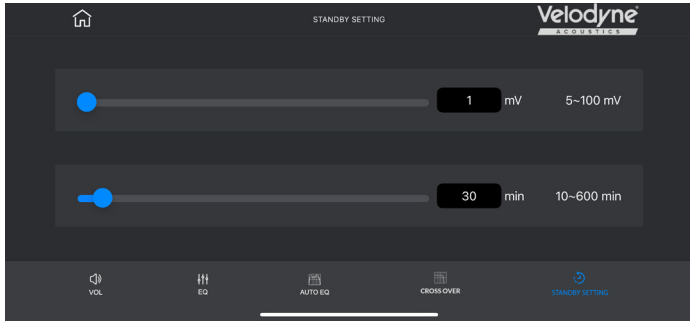 STANDBY SETTING
Velodyne
ACOUSTICS
1 mV 5~100 mV
30 min 10~600 min
VOL EQ AUTO EQ CROSS OVER STANDBY SETTING